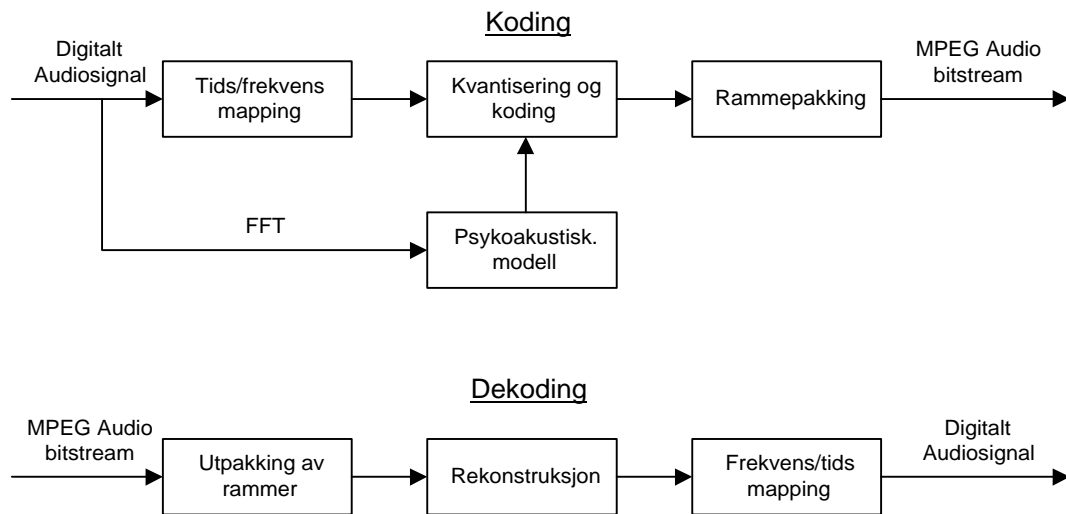 Koding
Digitalt
Audiosignal
Tids/frekvens
mapping
Kvantisering og
koding
Rammepakking
MPEG Audio
bitstream
FFT
Psykoakustisk.
modell
Dekoding
MPEG Audio
bitstream
Utpakking av
rammer
Rekonstruksjon
Frekvens/tids
mapping
Digitalt
Audiosignal